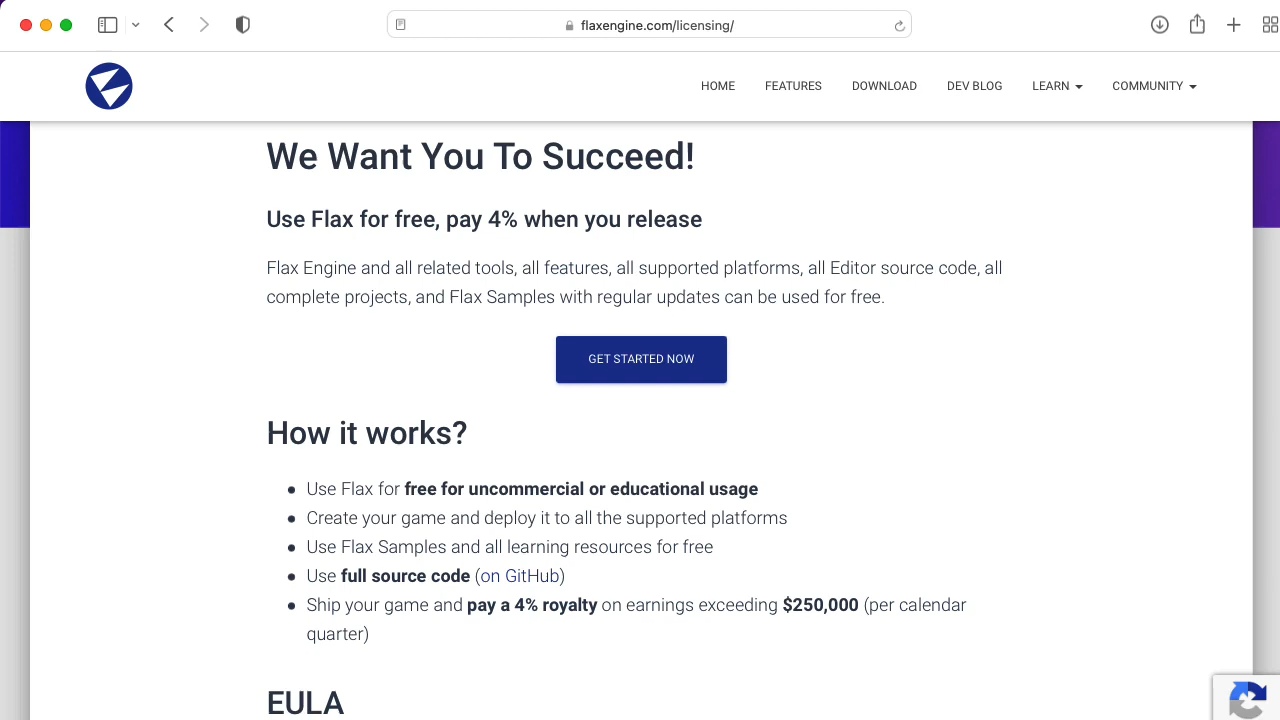 flaxengine.com/licensing/
HOME FEATURES DOWNLOAD DEV BLOG LEARN COMMUNITY
We Want You To Succeed!
Use Flax for free, pay 4% when you release
Flax Engine and all related tools, all features, all supported platforms, all Editor source code, all
complete projects, and Flax Samples with regular updates can be used for free.
GET STARTED NOW
How it works?
Use Flax for free for uncommercial or educational usage
Create your game and deploy it to all the supported platforms
Use Flax Samples and all learning resources for free
Use full source code (on GitHub)
Ship your game and pay a 4% royalty on earnings exceeding $250,000 (per calendar
quarter)
EULA